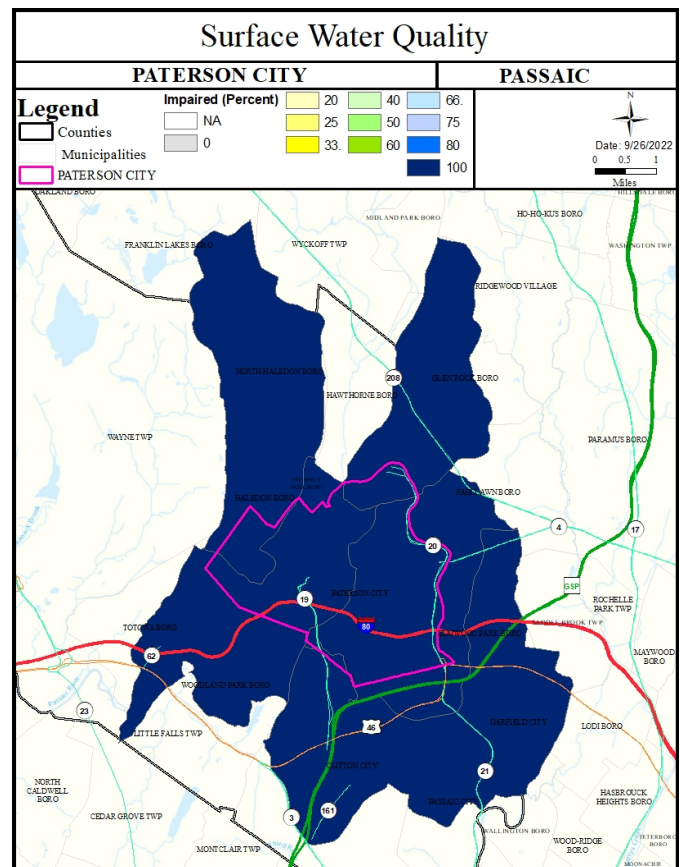 Surface Water Quality
PATERSON CITY
PASSAIC
Legend
Counties
Municipalities
PATERSON CITY
Impaired (Percent)
NA
0
20
25
33.
40
50
60
66.
75
80
100
N
Date: 9/26/2022
0 0.5 1
Miles
OAKLAND BORO
HILLSDALE BORO
MIDLAND PARK BORO
HO-HO-KUS BORO
FRANKLIN LAKES BORO
WYCKOFF TWP
WASHINGTON TWP
RIDGEWOOD VILLAGE
NORTH HALEDON BORO
208
GLEN ROCK BORO
HAWTHORNE BORO
WAYNE TWP
PARAMUS BORO
HALEDON BORO
FAIR LAWN BORO
4
17
20
GSP
PATERSON CITY
19
ROCHELLE
PARK TWP
80
SADDLE BROOK TWP
TOTOWA BORO
ELMWOOD PARK BORO
62
MAYWOOD
BORO
WOODLAND PARK BORO
Passaic River
23
46
GARFIELD CITY
LODI BORO
LITTLE FALLS TWP
CLIFTON CITY
21
NORTH
CALDWELL
BORO
HASBROUCK
HEIGHTS BORO
PASSAIC CITY
161
3
CEDAR GROVE TWP
WALLINGTON BORO
WOOD-RIDGE
BORO
TETERBORO
BORO
MONTCLAIR TWP
MOONACHIE